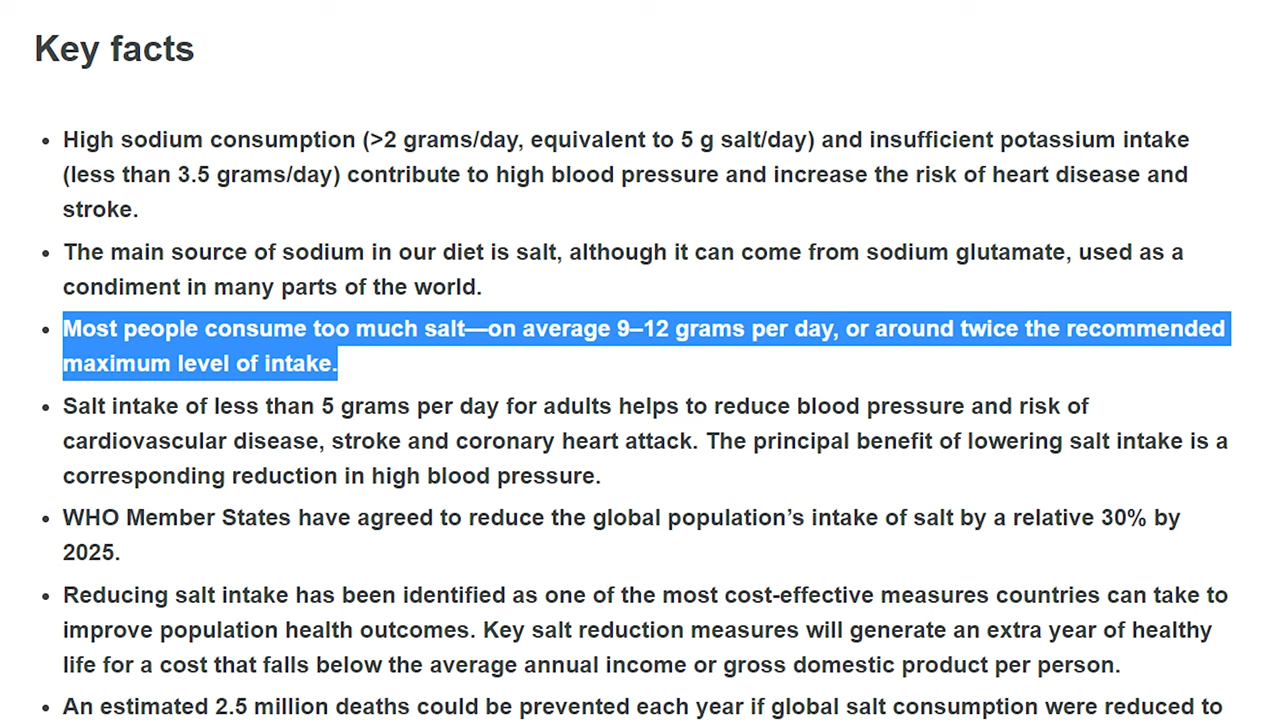 Key facts
High sodium consumption (>2 grams/day, equivalent to 5 g salt/day) and insufficient potassium intake
(less than 3.5 grams/day) contribute to high blood pressure and increase the risk of heart disease and
stroke.
The main source of sodium in our diet is salt, although it can come from sodium glutamate, used as a
condiment in many parts of the world.
Most people consume too much salt—on average 9–12 grams per day, or around twice the recommended
maximum level of intake.
Salt intake of less than 5 grams per day for adults helps to reduce blood pressure and risk of
cardiovascular disease, stroke and coronary heart attack. The principal benefit of lowering salt intake is a
corresponding reduction in high blood pressure.
WHO Member States have agreed to reduce the global population’s intake of salt by a relative 30% by
2025.
Reducing salt intake has been identified as one of the most cost-effective measures countries can take to
improve population health outcomes. Key salt reduction measures will generate an extra year of healthy
life for a cost that falls below the average annual income or gross domestic product per person.
An estimated 2.5 million deaths could be prevented each year if global salt consumption were reduced to